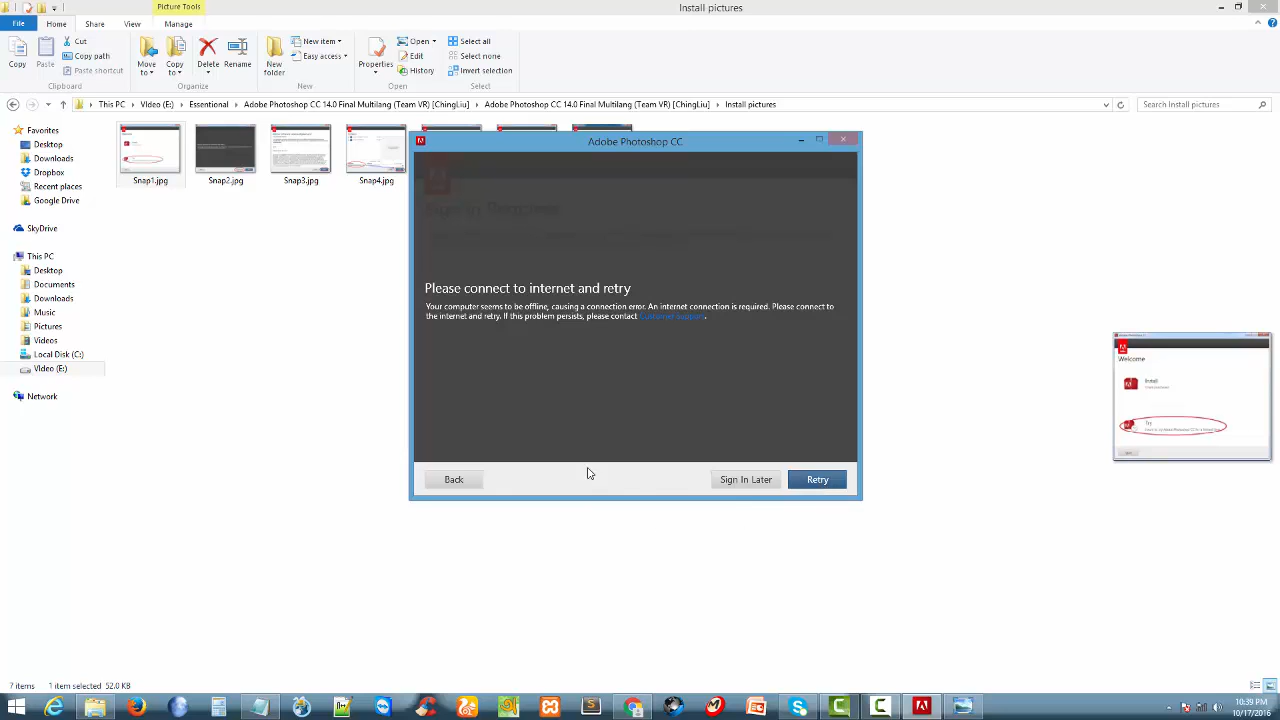 Picture Tools
Install pictures
File
Home
Share
View
Manage
Copy
Paste
Cut
Copy path
Paste shortcut
Move to
Copy to
Delete
Rename
New folder
New item
Easy access
Properties
Open
Edit
History
Select all
Select none
Invert selection
Clipboard
Organize
New
Open
Select
This PC
Video (E:)
Essentional
Adobe Photoshop CC 14.0 Final Multilang (Team VR) [ChingLiu]
Adobe Photoshop CC 14.0 Final Multilang (Team VR) [ChingLiu]
Install pictures
Search Install pictures
Favorites
Desktop
Downloads
Dropbox
Recent places
Google Drive
SkyDrive
This PC
Desktop
Documents
Downloads
Music
Pictures
Videos
Local Disk (C:)
Video (E:)
Network
Snap1.jpg
Snap2.jpg
Snap3.jpg
Snap4.jpg
Adobe Photoshop CC
Please connect to internet and retry
Your computer seems to be offline, causing a connection error. An internet connection is required. Please connect to
the internet and retry. If this problem persists, please contact Customer Support.
Back
Sign In Later
Retry
Welcome
Install
Try
7 items
1 item selected 52.0 KB
10:39 PM
10/17/2016